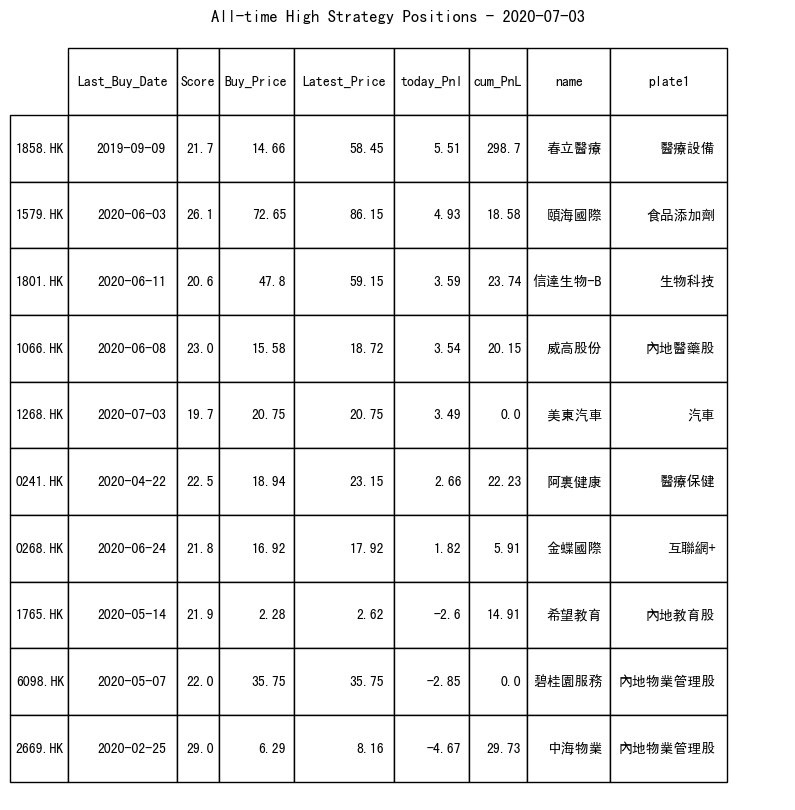 All-time High Strategy Positions - 2020-07-03
Last_Buy_Date Score Buy_Price Latest_Price today_Pnl cum_PnL name plate1
1858.HK 2019-09-09 21.7 14.66 58.45 5.51 298.7 春立醫療 醫療設備
1579.HK 2020-06-03 26.1 72.65 86.15 4.93 18.58 頤海國際 食品添加劑
1801.HK 2020-06-11 20.6 47.8 59.15 3.59 23.74 信達生物-B 生物科技
1066.HK 2020-06-08 23.0 15.58 18.72 3.54 20.15 威高股份 內地醫藥股
1268.HK 2020-07-03 19.7 20.75 20.75 3.49 0.0 美東汽車 汽車
0241.HK 2020-04-22 22.5 18.94 23.15 2.66 22.23 阿裏健康 醫療保健
0268.HK 2020-06-24 21.8 16.92 17.92 1.82 5.91 金蝶國際 互聯網+
1765.HK 2020-05-14 21.9 2.28 2.62 -2.6 14.91 希望教育 內地教育股
6098.HK 2020-05-07 22.0 35.75 35.75 -2.85 0.0 碧桂園服務 內地物業管理股
2669.HK 2020-02-25 29.0 6.29 8.16 -4.67 29.73 中海物業 內地物業管理股